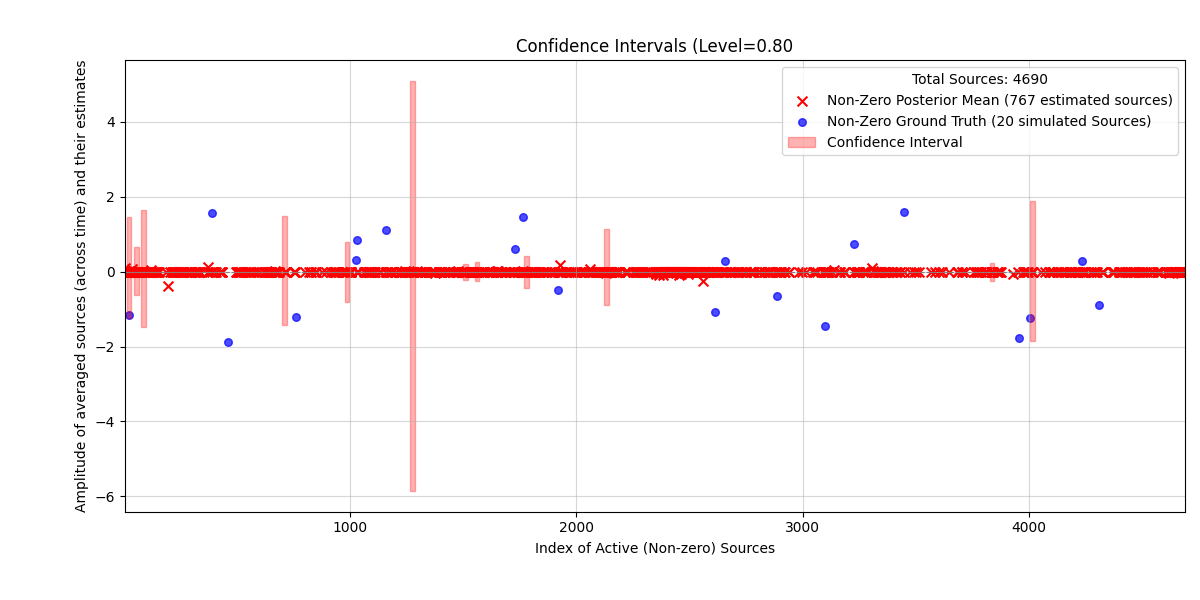 Confidence Intervals (Level=0.80
Total Sources: 4690
Non-Zero Posterior Mean (767 estimated sources)
Non-Zero Ground Truth (20 simulated Sources)
Confidence Interval
Amplitude of averaged sources (across time) and their estimates
4
2
0
−2
−4
−6
1000
2000
3000
4000
Index of Active (Non-zero) Sources